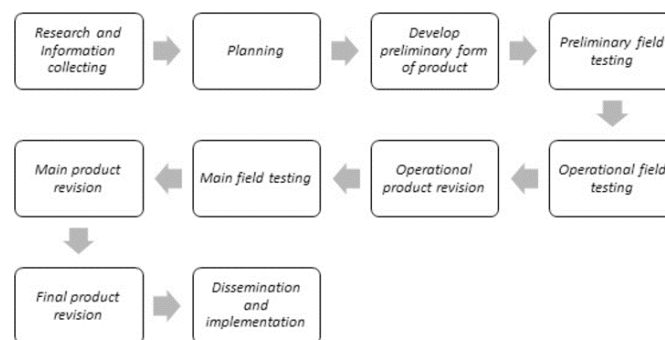 Research and
Information
collecting
Planning
Develop
preliminary form
of product
Preliminary field
testing
Operational field
testing
Operational
product revision
Main field testing
Main product
revision
Final product
revision
Dissemination
and
implementation